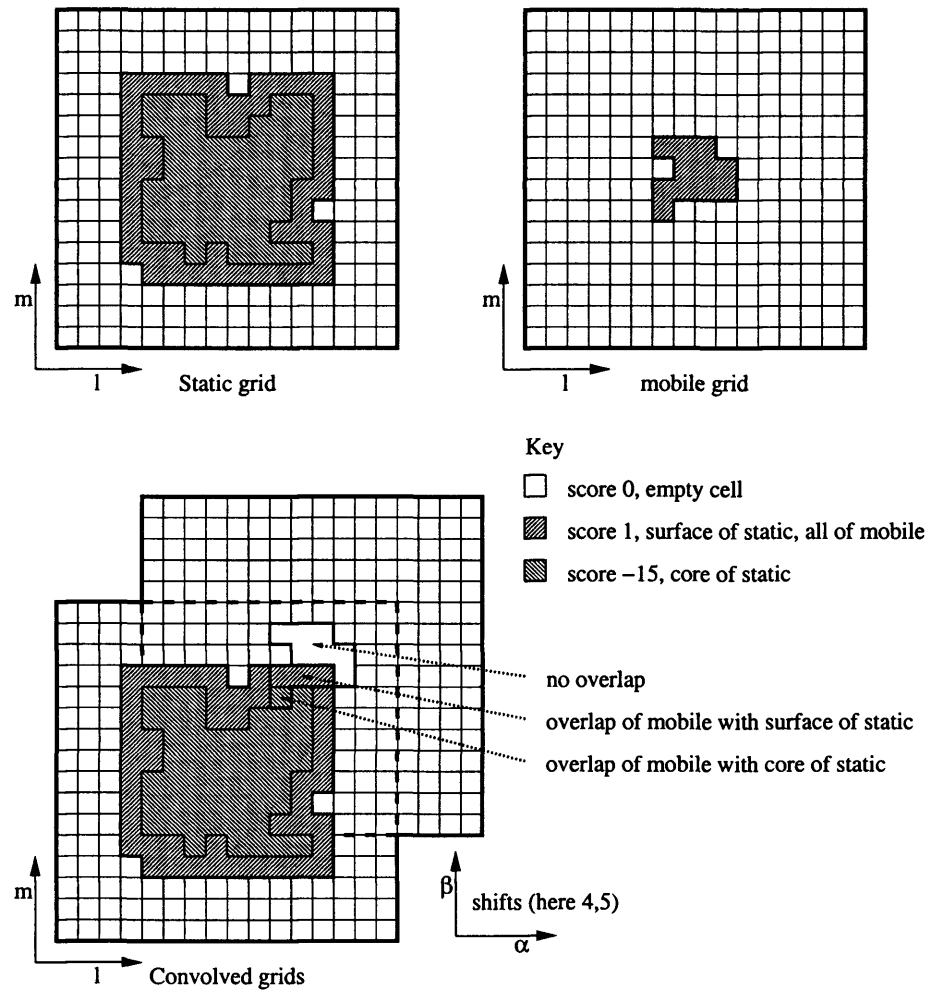 m
l
Static grid
m
l
mobile grid
Key
score 0, empty cell
score 1, surface of static, all of mobile
score −15, core of static
no overlap
overlap of mobile with surface of static
overlap of mobile with core of static
m
l
Convolved grids
β
α
shifts (here 4,5)